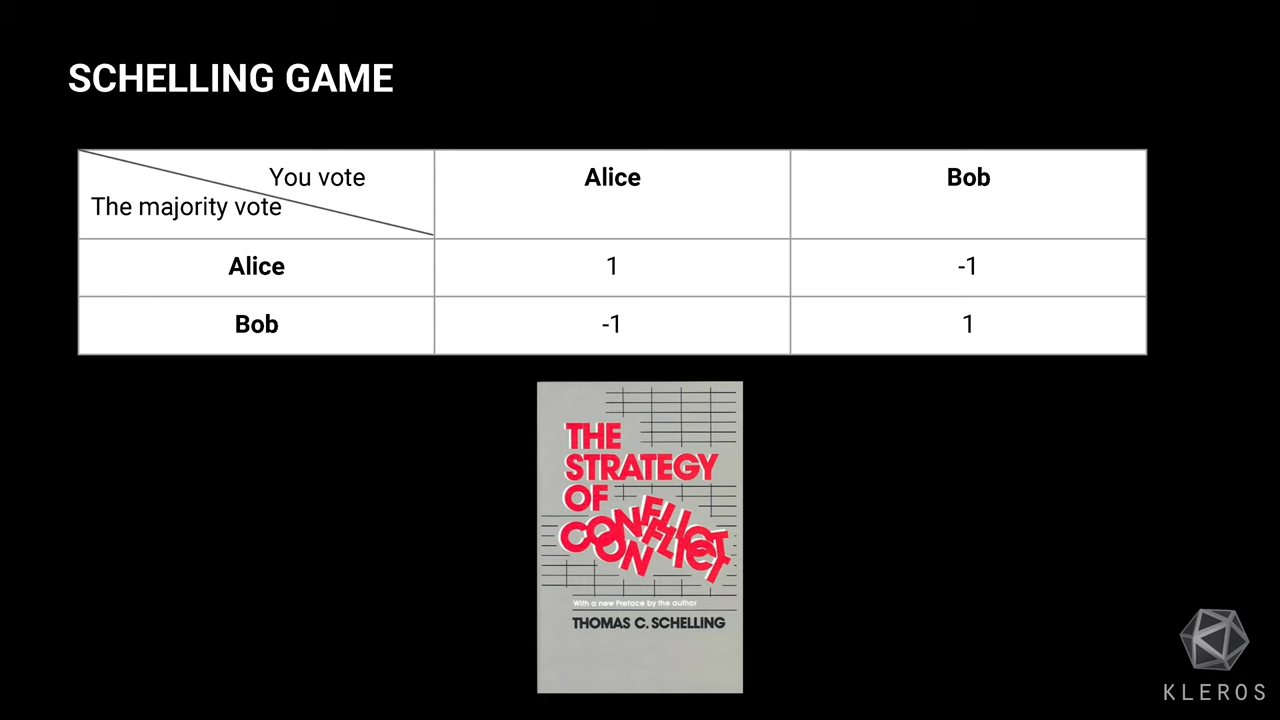 SCHELLING GAME
You vote
The majority vote
Alice
Bob
Alice
1
-1
Bob
-1
1
THE
STRATEGY
OF
CONFLICT
With a new Preface by the author
THOMAS C. SCHELLING
KLEROS